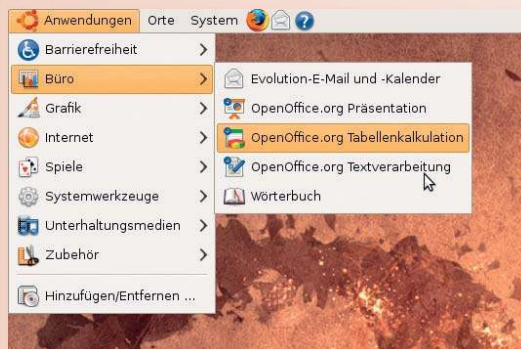 Anwendungen Orte System
Barrierefreiheit
Büro
Grafik
Internet
Spiele
Systemwerkzeuge
Unterhaltungsmedien
Zubehör
Hinzufügen/Entfernen ...
Evolution-E-Mail und -Kalender
OpenOffice.org Präsentation
OpenOffice.org Tabellenkalkulation
OpenOffice.org Textverarbeitung
Wörterbuch